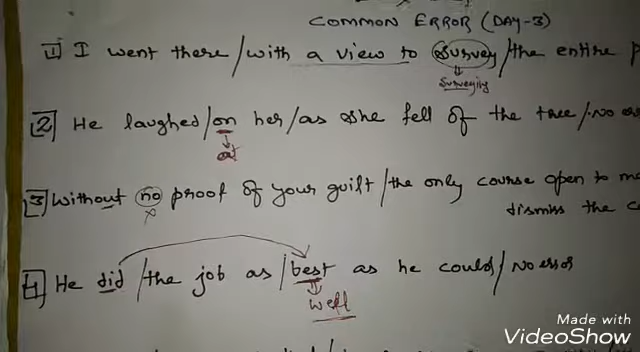 COMMON ERROR (DAY-3)
1 I went there / with a view to survey / the entire
surveying
2 He laughed / on her / as she fell of the tree / No
at
3 Without no proof of your guilt / the only course open to
x
dismiss the
4 He did / the job as / best as he could / No error
well
Made with
VideoShow